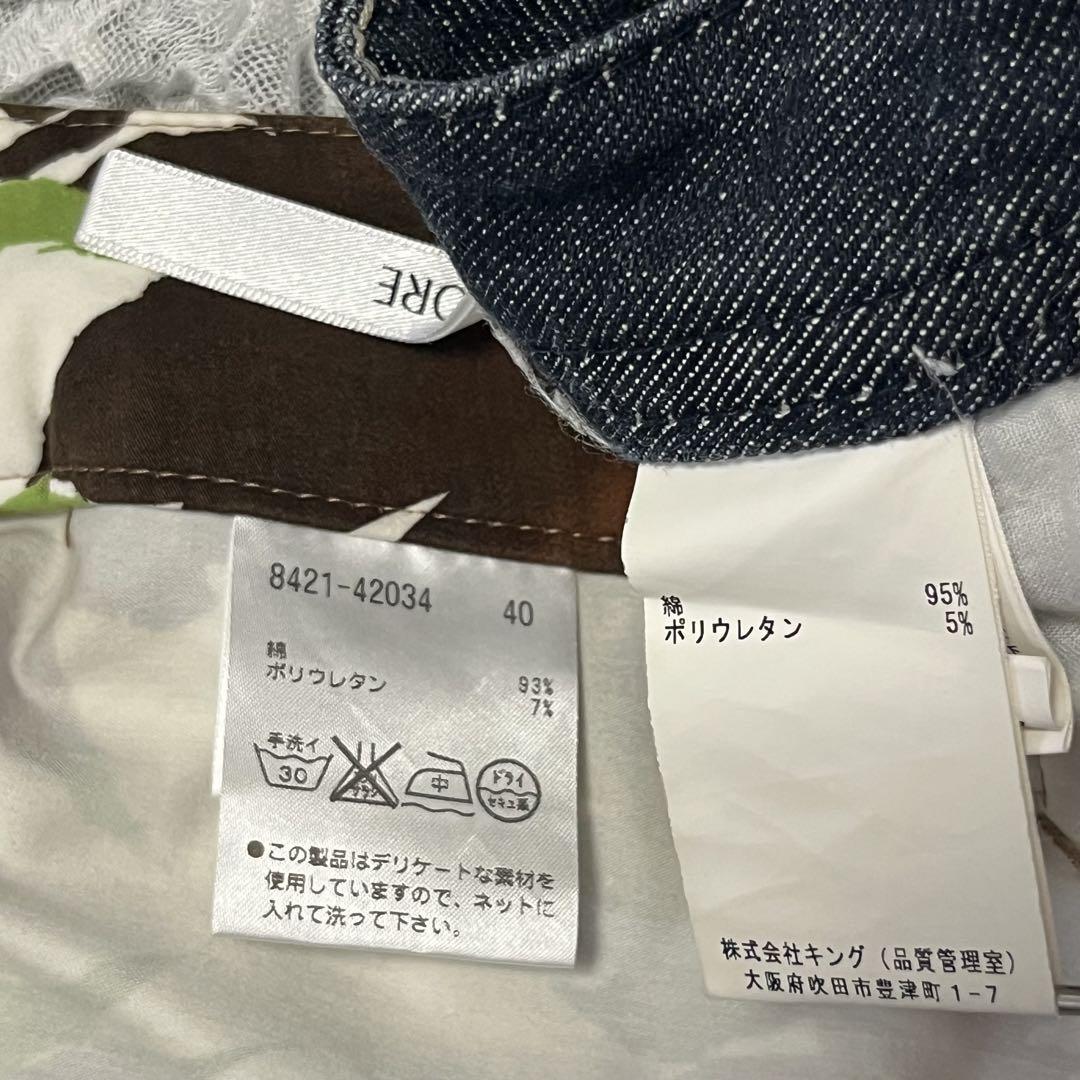 ORE
8421-42034 40
綿
ポリウレタン
93%
7%
手洗イ
30
中
ドライ
セキユ系
●この製品はデリケートな素材を
使用していますので、ネットに
入れて洗って下さい。
綿 95%
ポリウレタン 5%
株式会社キング(品質管理室)
大阪府吹田市豊津町1-7